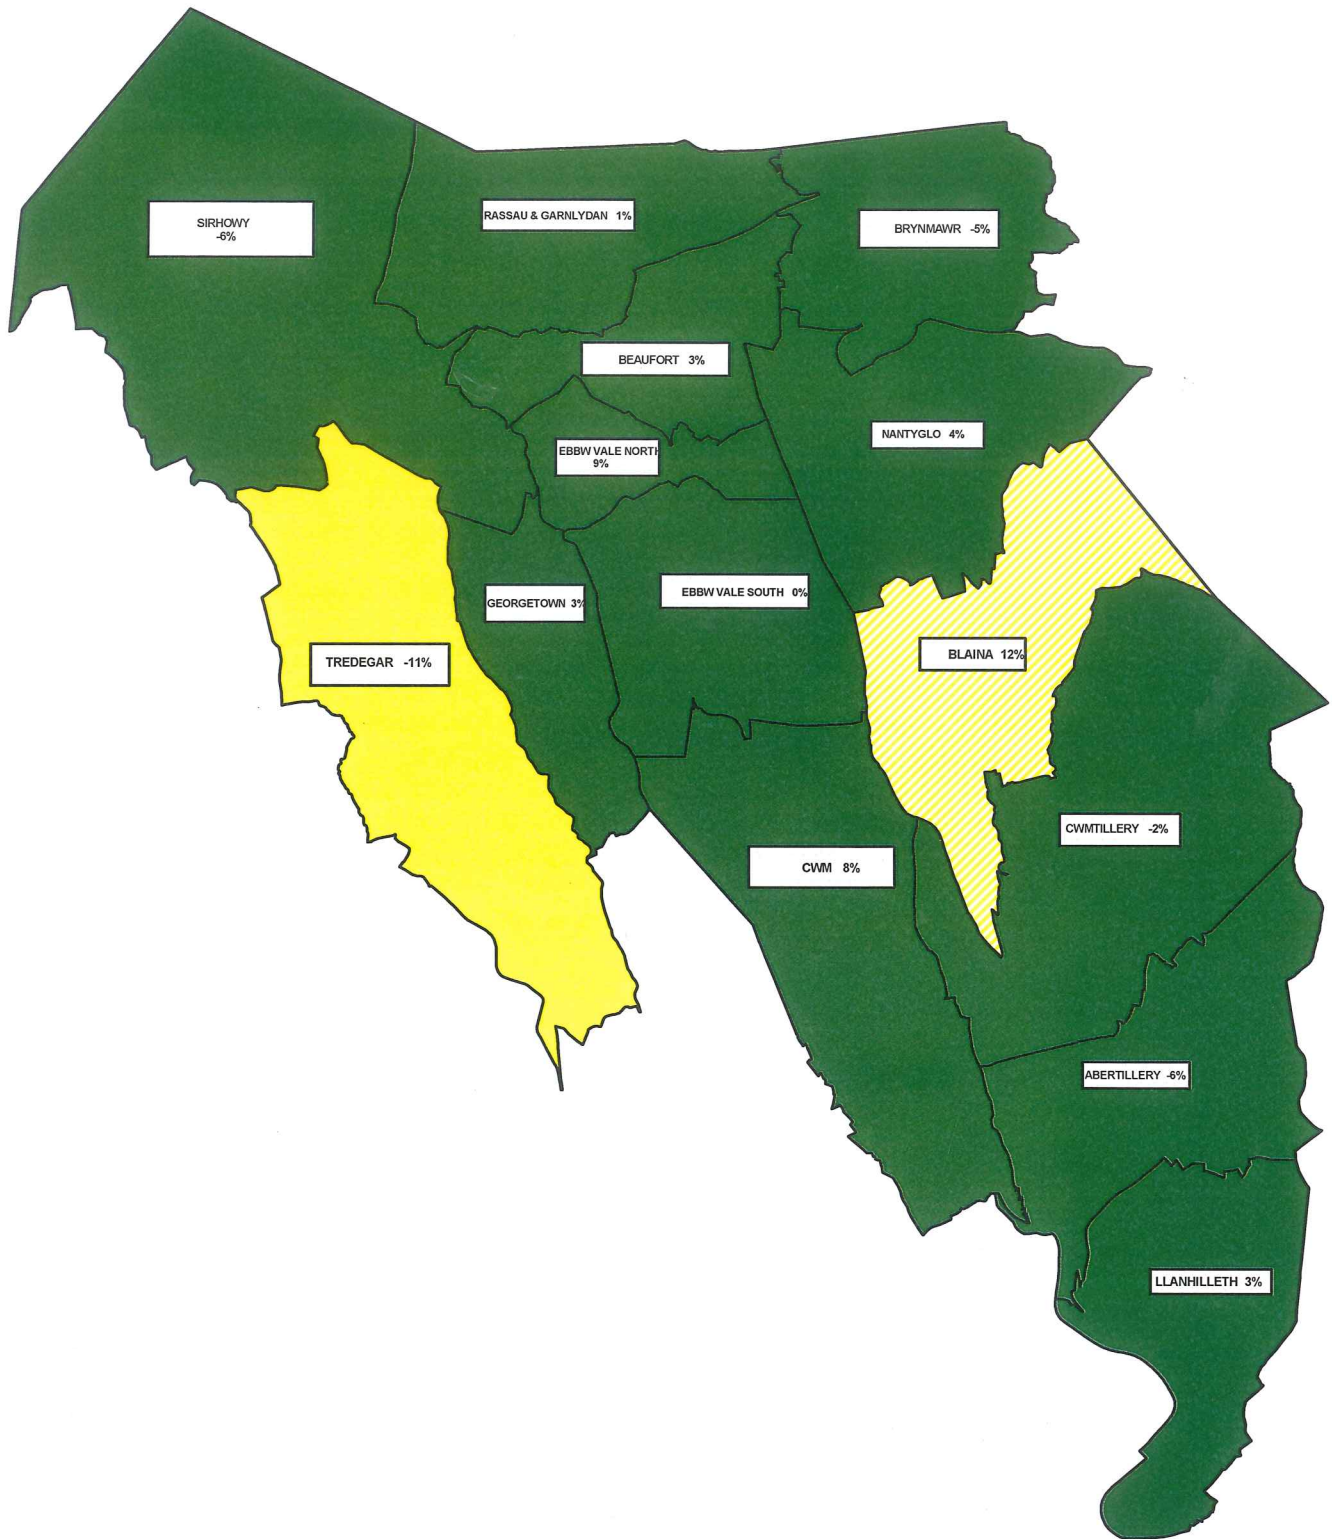 SIRHOWY
-6%
RASSAU & GARNLYDAN 1%
BRYNMAWR -5%
BEAUFORT 3%
NANTYGLO 4%
EBBW VALE NORTH
9%
EBBW VALE SOUTH 0%
GEORGETOWN 3%
TREDEGAR -11%
BLAINA 12%
CWMTILLERY -2%
CWM 8%
ABERTILLERY -6%
LLANHILLETH 3%